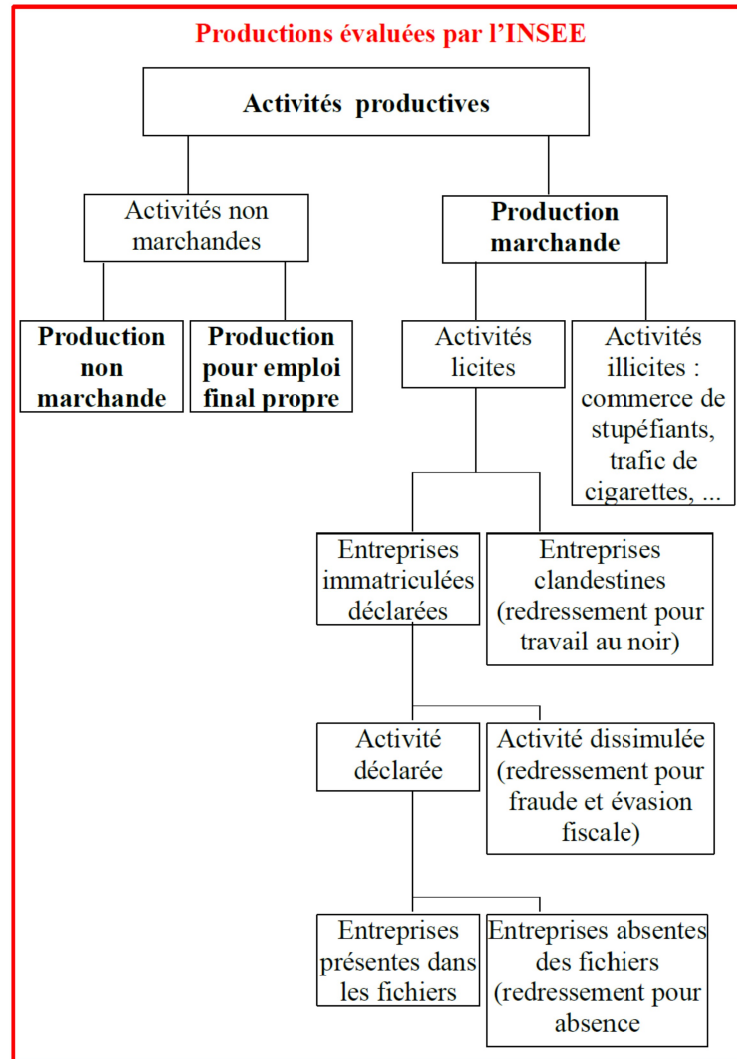 Productions évaluées par l'INSEE
Activités productives
Activités non
marchandes
Production
marchande
Production
non
marchande
Production
pour emploi
final propre
Activités
licites
Activités
illicites :
commerce de
stupéfiants,
trafic de
cigarettes, ...
Entreprises
immatriculées
déclarées
Entreprises
clandestines
(redressement pour
travail au noir)
Activité
déclarée
Activité dissimulée
(redressement pour
fraude et évasion
fiscale)
Entreprises
présentes dans
les fichiers
Entreprises absentes
des fichiers
(redressement pour
absence